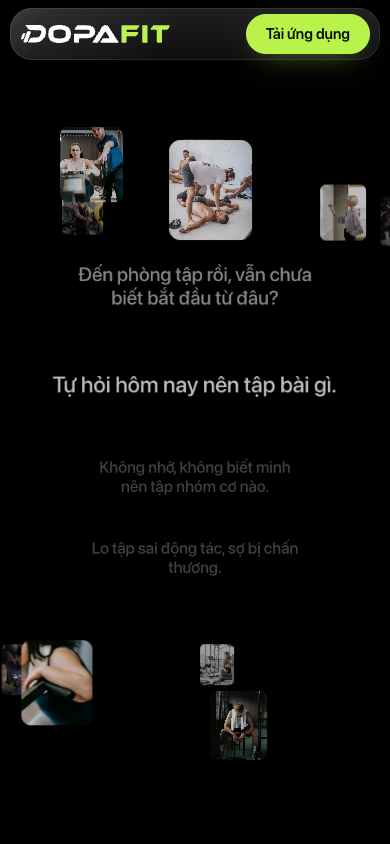 DOPAFIT
Tải ứng dụng
Đến phòng tập rồi, vẫn chưa
biết bắt đầu từ đâu?
Tự hỏi hôm nay nên tập bài gì.
Không nhớ, không biết mình
nên tập nhóm cơ nào.
Lo tập sai động tác, sợ bị chấn
thương.